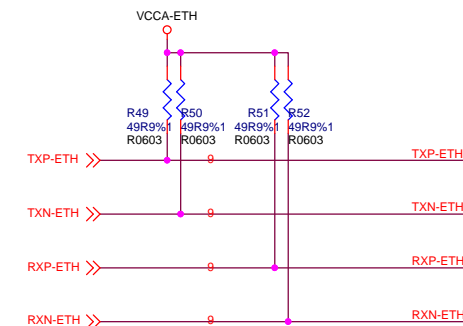 VCCA-ETH
R49 R50 R51 R52
49R9%1 49R9%1 49R9%1 49R9%1
R0603 R0603 R0603 R0603
TXP-ETH 9 TXP-ETH
TXN-ETH 9 TXN-ETH
RXP-ETH 9 RXP-ETH
RXN-ETH 9 RXN-ETH